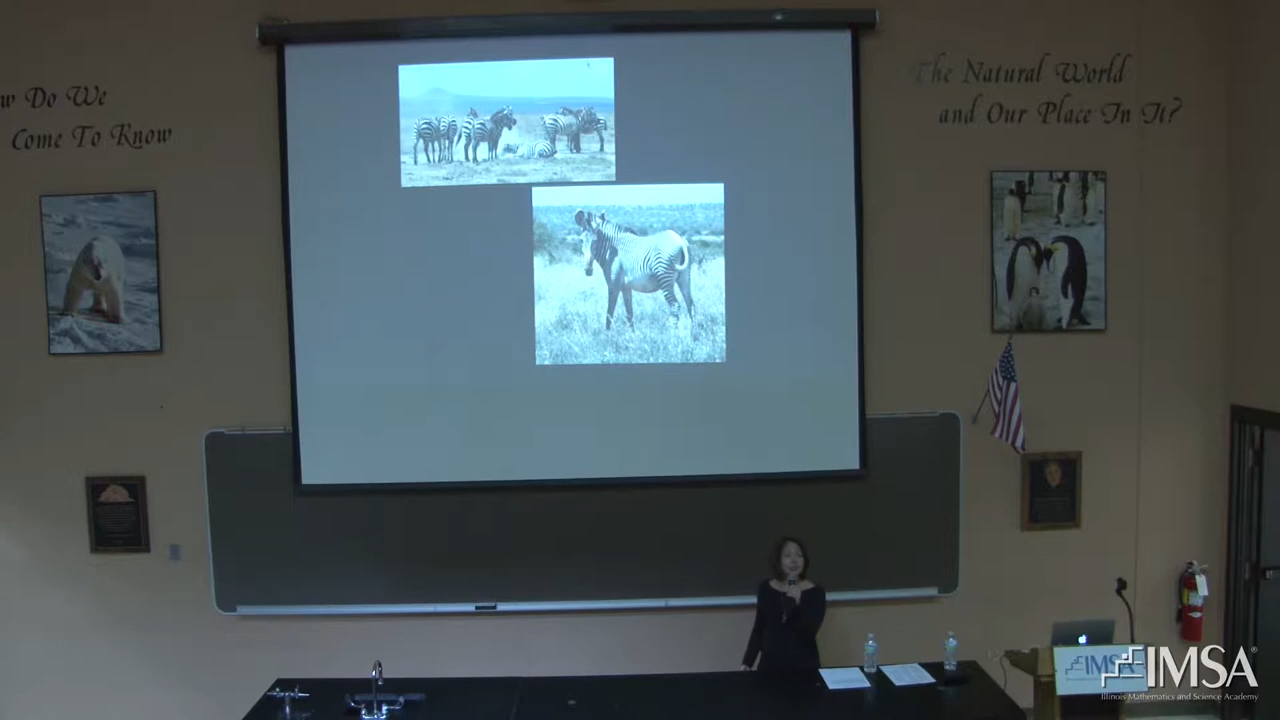 w Do We
Come To Know
The Natural World
and Our Place In It?
IMSA
IMSA®
Illinois Mathematics and Science Academy